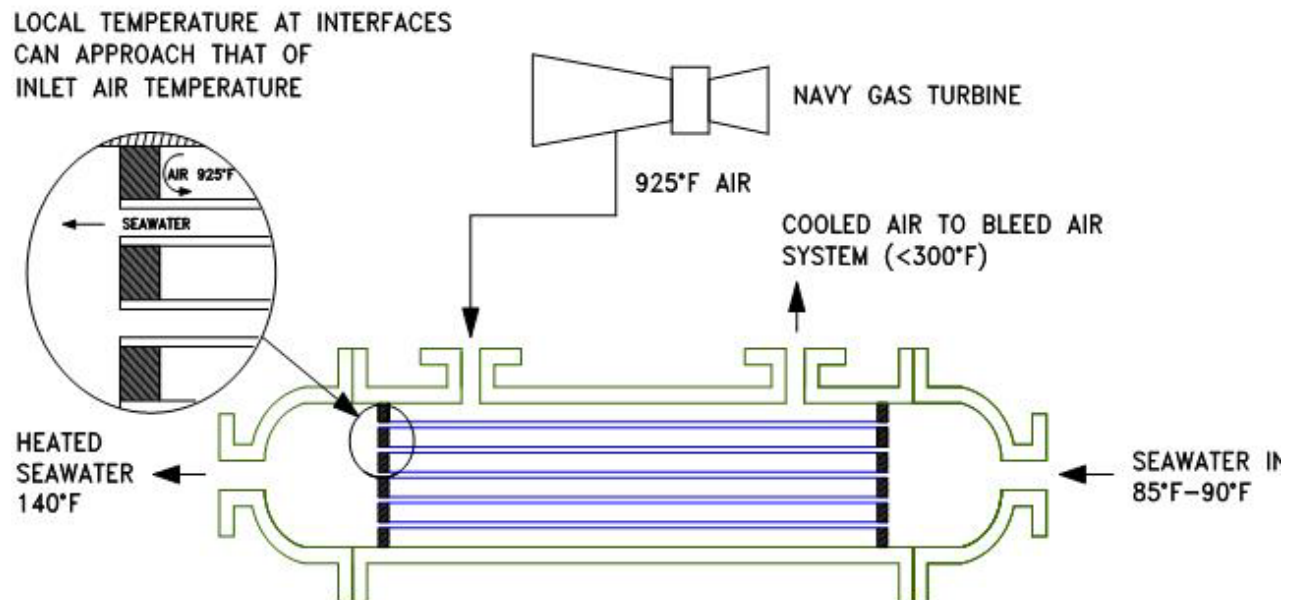 LOCAL TEMPERATURE AT INTERFACES
CAN APPROACH THAT OF
INLET AIR TEMPERATURE
NAVY GAS TURBINE
AIR 925°F
925°F AIR
SEAWATER
COOLED AIR TO BLEED AIR
SYSTEM (<300°F)
HEATED
SEAWATER
140°F
SEAWATER IN
85°F-90°F